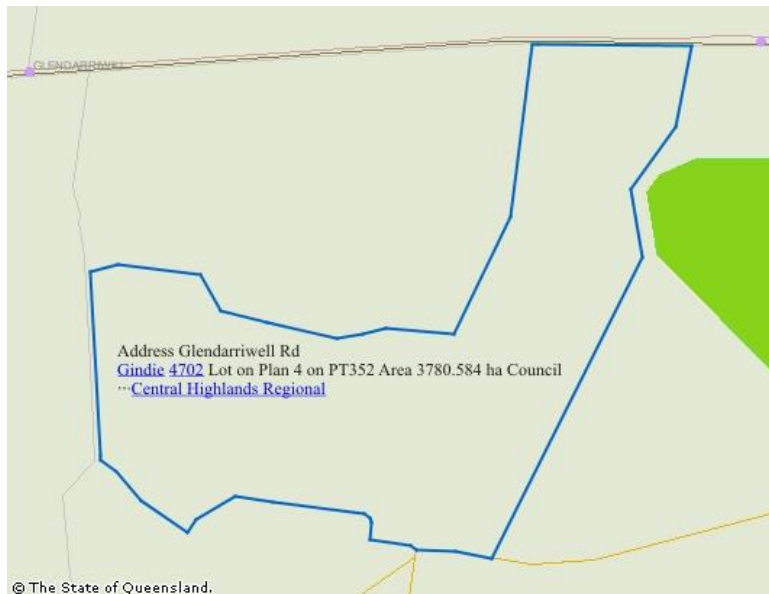 GLENDARRIWILL
Address Glendarriwell Rd
Gindie 4702 Lot on Plan 4 on PT352 Area 3780.584 ha Council
...Central Highlands Regional
© The State of Queensland.